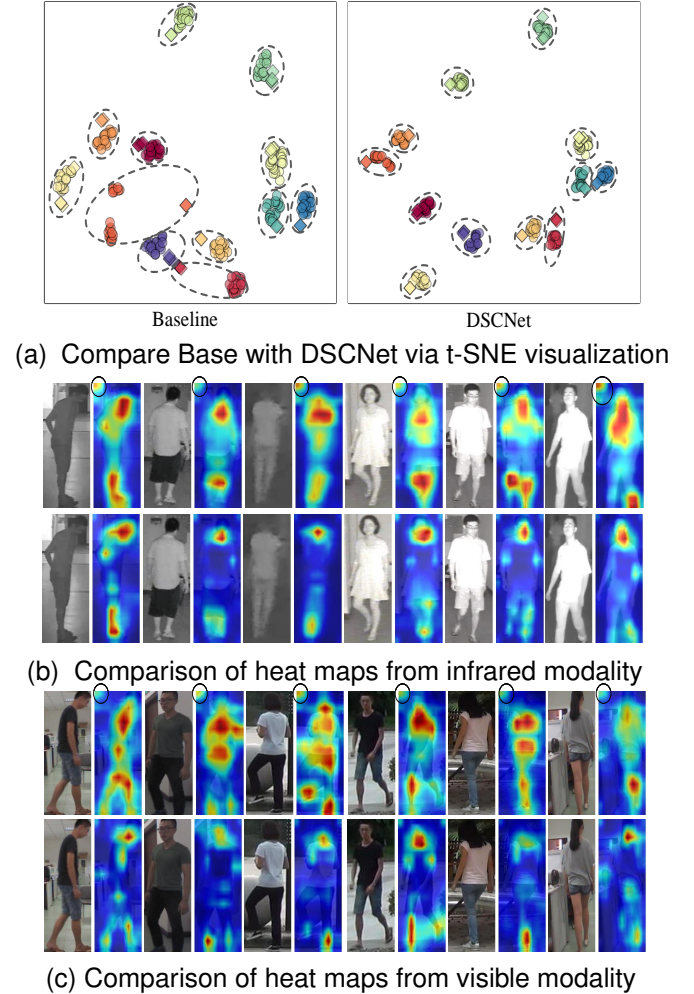 Baseline
DSCNet
(a) Compare Base with DSCNet via t-SNE visualization
(b) Comparison of heat maps from infrared modality
(c) Comparison of heat maps from visible modality